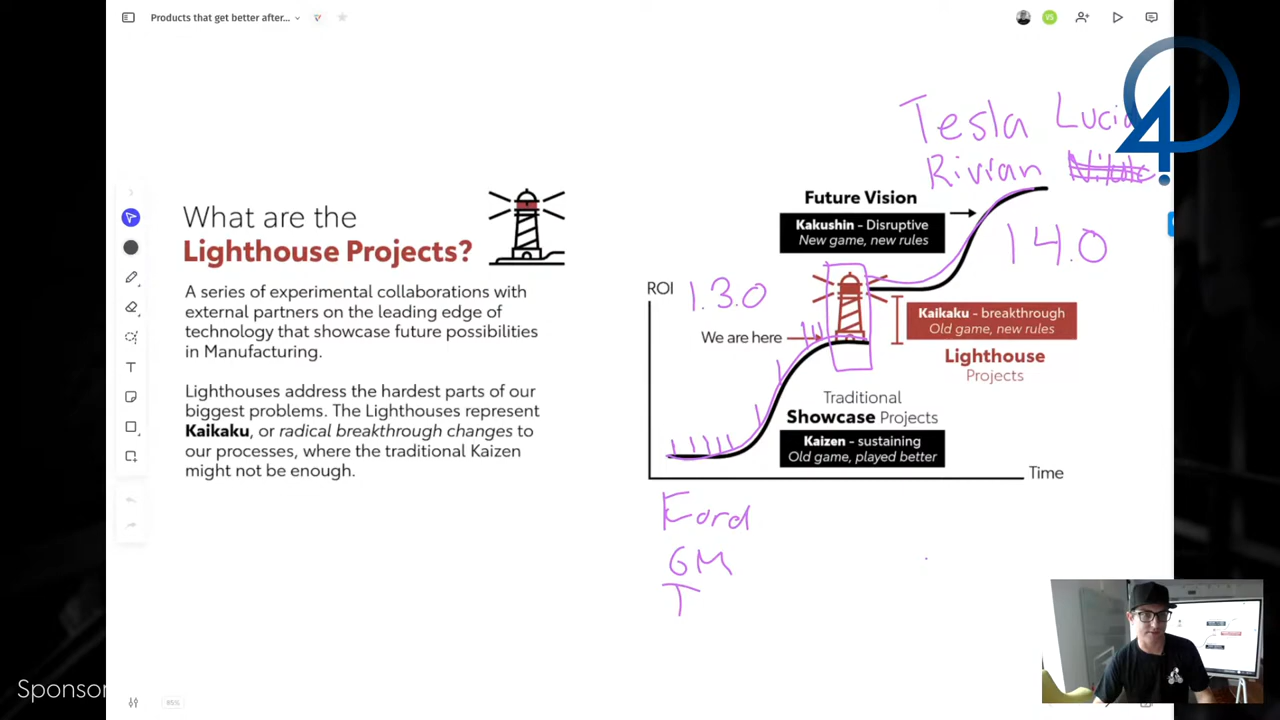 Products that get better after...
VS
Tesla Lucid
Rivian
What are the
Lighthouse Projects?
A series of experimental collaborations with
external partners on the leading edge of
technology that showcase future possibilities
in Manufacturing.
Lighthouses address the hardest parts of our
biggest problems. The Lighthouses represent
Kaikaku, or radical breakthrough changes to
our processes, where the traditional Kaizen
might not be enough.
Future Vision
Kakushin - Disruptive
New game, new rules
I4.0
ROI
I.3.0
Kaikaku - breakthrough
Old game, new rules
We are here
Lighthouse
Projects
Traditional
Showcase Projects
Kaizen - sustaining
Old game, played better
Time
Ford
GM
T
4
Sponsor
85%